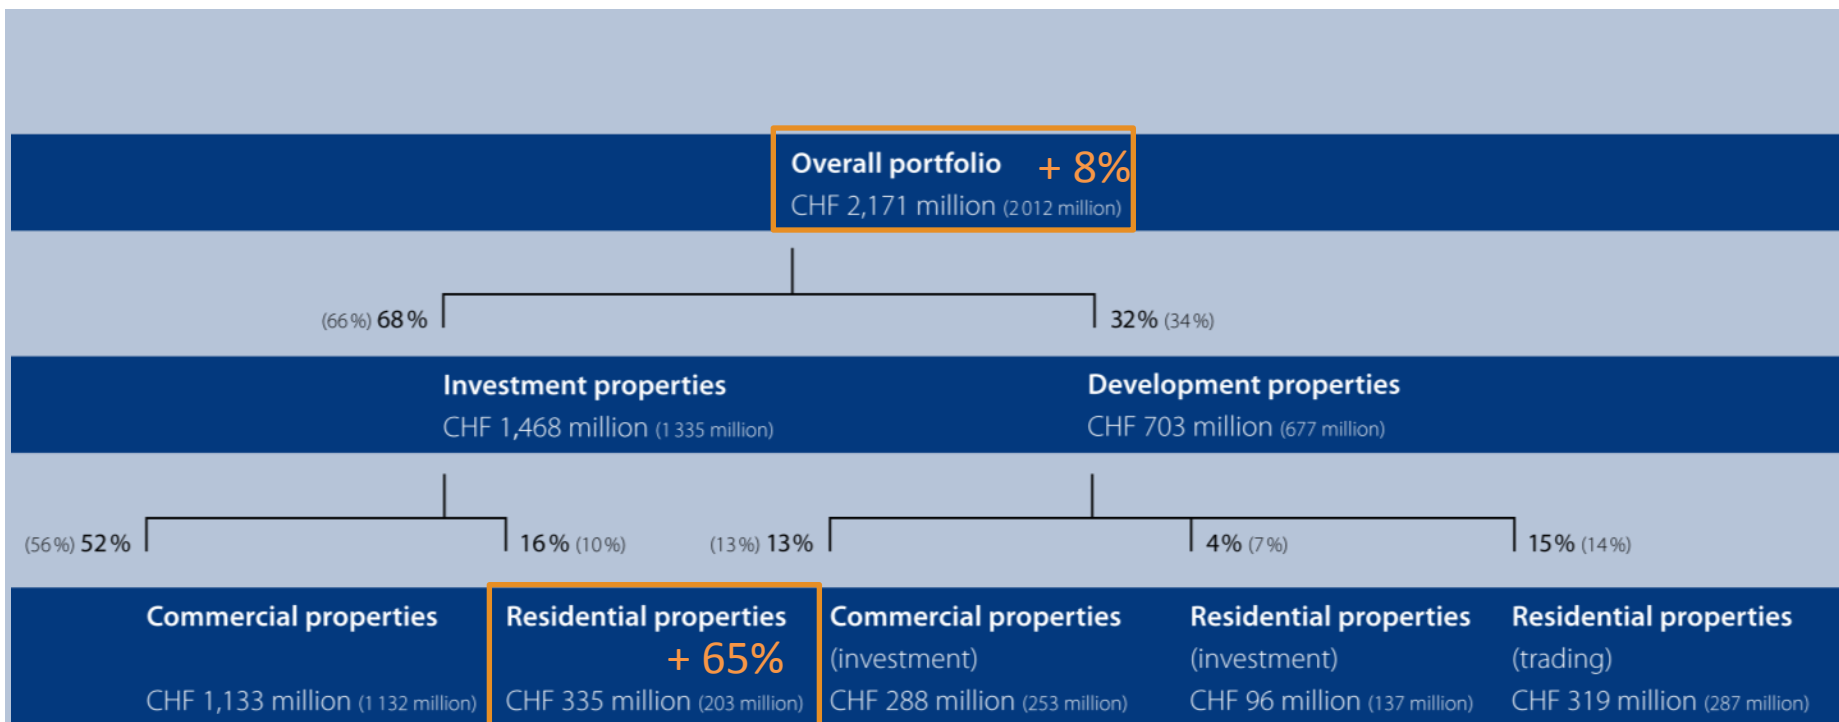 Overall portfolio + 8%
CHF 2,171 million (2 012 million)
(66 %) 68 % 32% (34 %)
Investment properties Development properties
CHF 1,468 million (1 335 million) CHF 703 million (677 million)
(56 %) 52 % 16 % (10 %) (13 %) 13% 4% (7 %) 15% (14 %)
Commercial properties Residential properties Commercial properties Residential properties Residential properties
+ 65% (investment) (investment) (trading)
CHF 1,133 million (1 132 million) CHF 335 million (203 million) CHF 288 million (253 million) CHF 96 million (137 million) CHF 319 million (287 million)